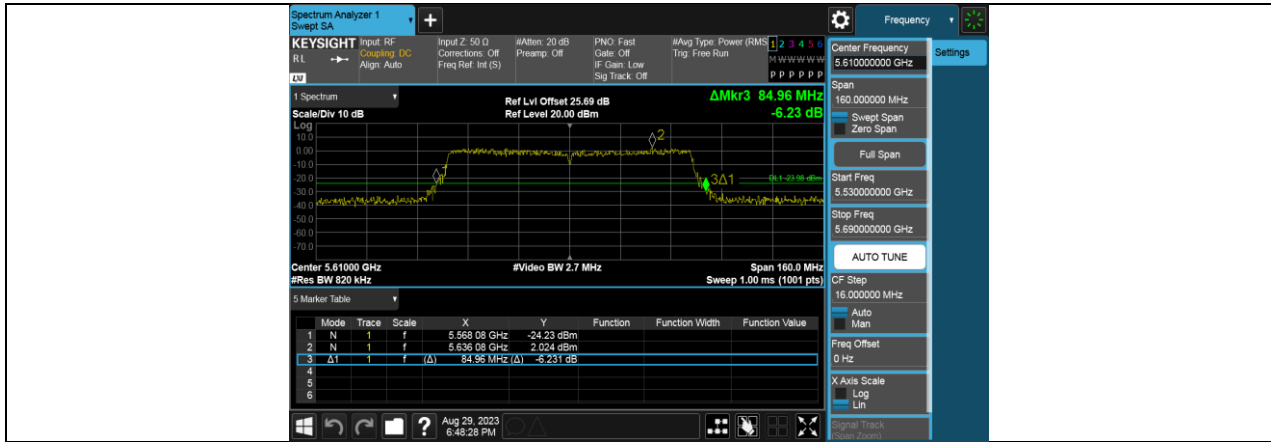 Spectrum Analyzer 1
Swept SA
+
Frequency
KEYSIGHT
RL
LXI
Input: RF
Coupling: DC
Align: Auto
Input Z: 50 Ω
Corrections: Off
Freq Ref: Int (S)
#Atten: 20 dB
Preamp: Off
PNO: Fast
Gate: Off
IF Gain: Low
Sig Track: Off
#Avg Type: Power (RMS
Trig: Free Run
1 2 3 4 5 6
M W W W W W
P P P P P P
1 Spectrum
Scale/Div 10 dB
Ref Lvl Offset 25.69 dB
Ref Level 20.00 dBm
ΔMkr3 84.96 MHz
-6.23 dB
Log
10.0
0.00
-10.0
-20.0
-30.0
-40.0
-50.0
-60.0
-70.0
1
2
3Δ1
DL1 -23.98 dBm
Center 5.61000 GHz
#Res BW 820 kHz
#Video BW 2.7 MHz
Span 160.0 MHz
Sweep 1.00 ms (1001 pts)
5 Marker Table
Mode Trace Scale X Y Function Function Width Function Value
1 N 1 f 5.568 08 GHz -24.23 dBm
2 N 1 f 5.636 08 GHz 2.024 dBm
3 Δ1 1 f (Δ) 84.96 MHz (Δ) -6.231 dB
4
5
6
?
Aug 29, 2023
6:48:28 PM
Center Frequency
5.610000000 GHz
Settings
Span
160.000000 MHz
Swept Span
Zero Span
Full Span
Start Freq
5.530000000 GHz
Stop Freq
5.690000000 GHz
AUTO TUNE
CF Step
16.000000 MHz
Auto
Man
Freq Offset
0 Hz
X Axis Scale
Log
Lin
Signal Track
(Span Zoom)